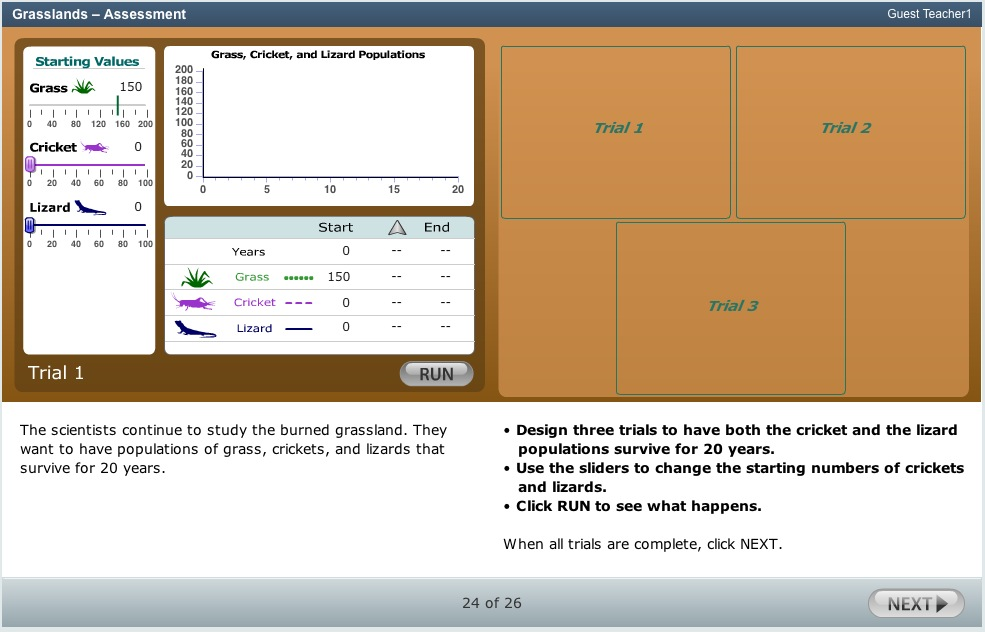 Grasslands – Assessment
Guest Teacher1
Starting Values
Grass 150
0 40 80 120 160 200
Cricket 0
0 20 40 60 80 100
Lizard 0
0 20 40 60 80 100
Grass, Cricket, and Lizard Populations
200
180
160
140
120
100
80
60
40
20
0
0 5 10 15 20
Start End
Years 0 -- --
Grass 150 -- --
Cricket 0 -- --
Lizard 0 -- --
Trial 1
RUN
Trial 1
Trial 2
Trial 3
The scientists continue to study the burned grassland. They
want to have populations of grass, crickets, and lizards that
survive for 20 years.
• Design three trials to have both the cricket and the lizard
populations survive for 20 years.
• Use the sliders to change the starting numbers of crickets
and lizards.
• Click RUN to see what happens.
When all trials are complete, click NEXT.
24 of 26
NEXT